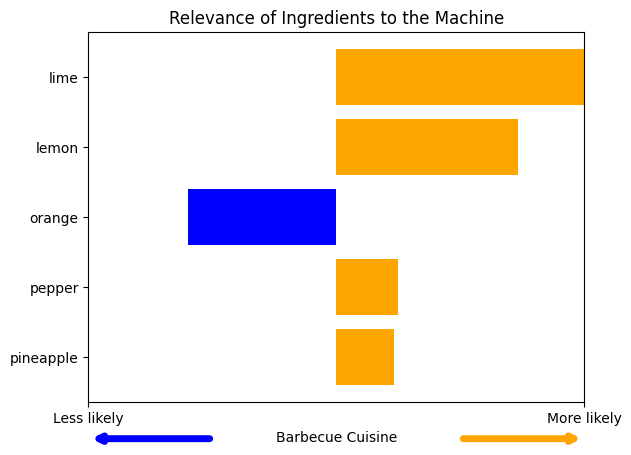 Relevance of Ingredients to the Machine
lime
lemon
orange
pepper
pineapple
Less likely
More likely
Barbecue Cuisine